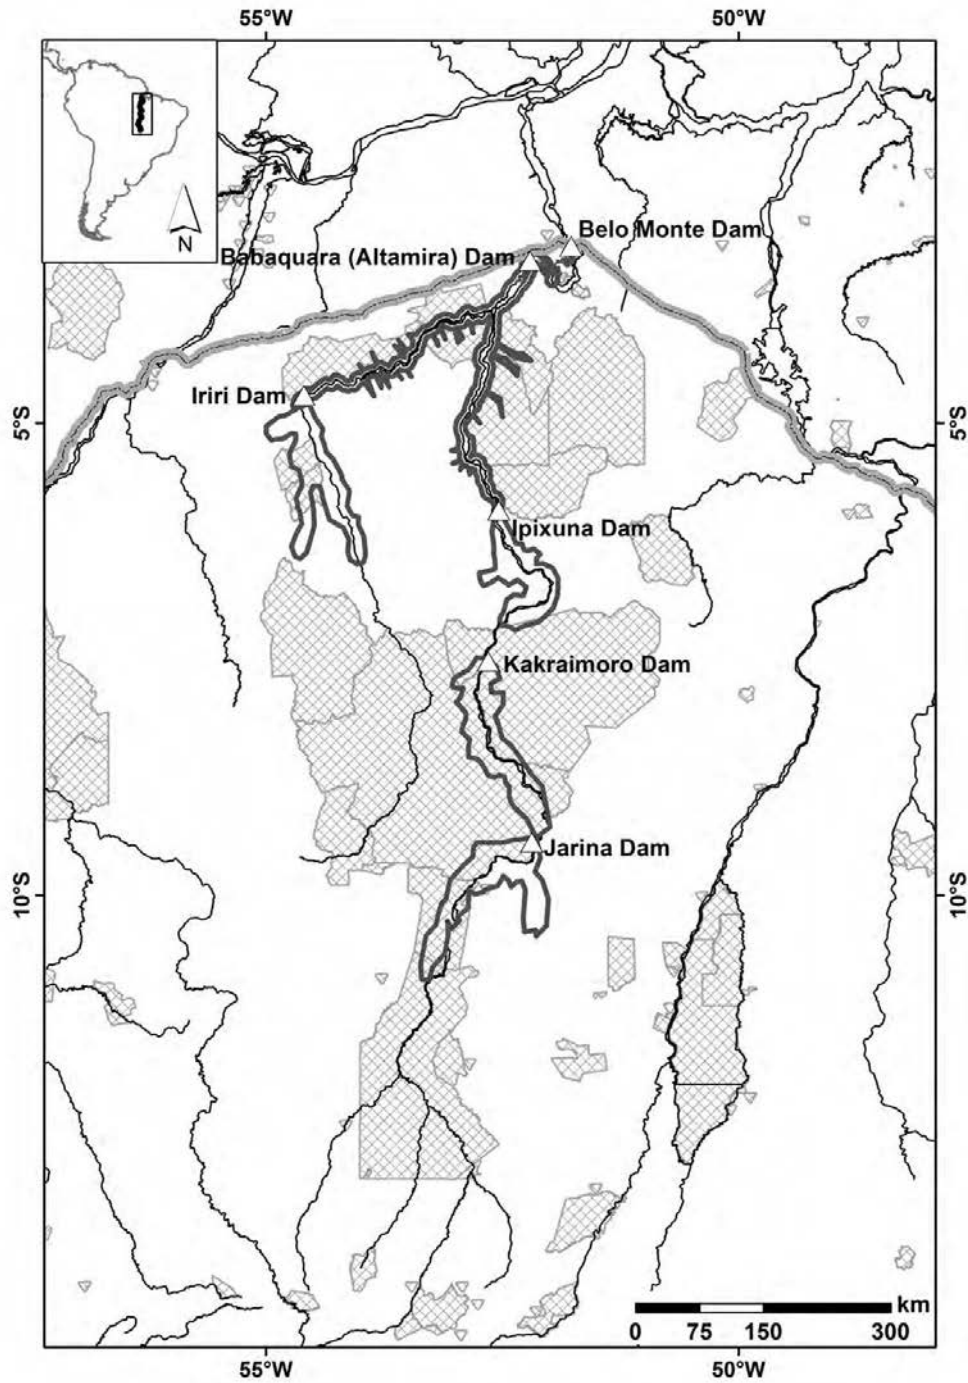 55°W 50°W
N
Belo Monte Dam
Babaquara (Altamira) Dam
Iriri Dam
5°S 5°S
Ipixuna Dam
Kakraimoro Dam
Jarina Dam
10°S 10°S
km
0 75 150 300
55°W 50°W